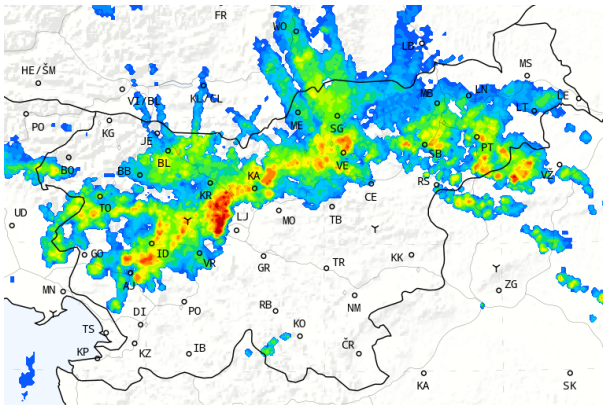 FR
WO
LB
HE/ŠM
MS
VI/BL
KL/CL
MB
LN
LE
LT
PO
KG
ME
SG
JE
PT
BL
VE
SB
BO
BB
VŽ
KA
CE
RS
KR
TO
UD
LJ
MO
TB
GO
ID
VR
GR
TR
KK
AJ
MN
ZG
PO
RB
NM
DI
TS
KO
KP
KZ
IB
ČR
KA
SK